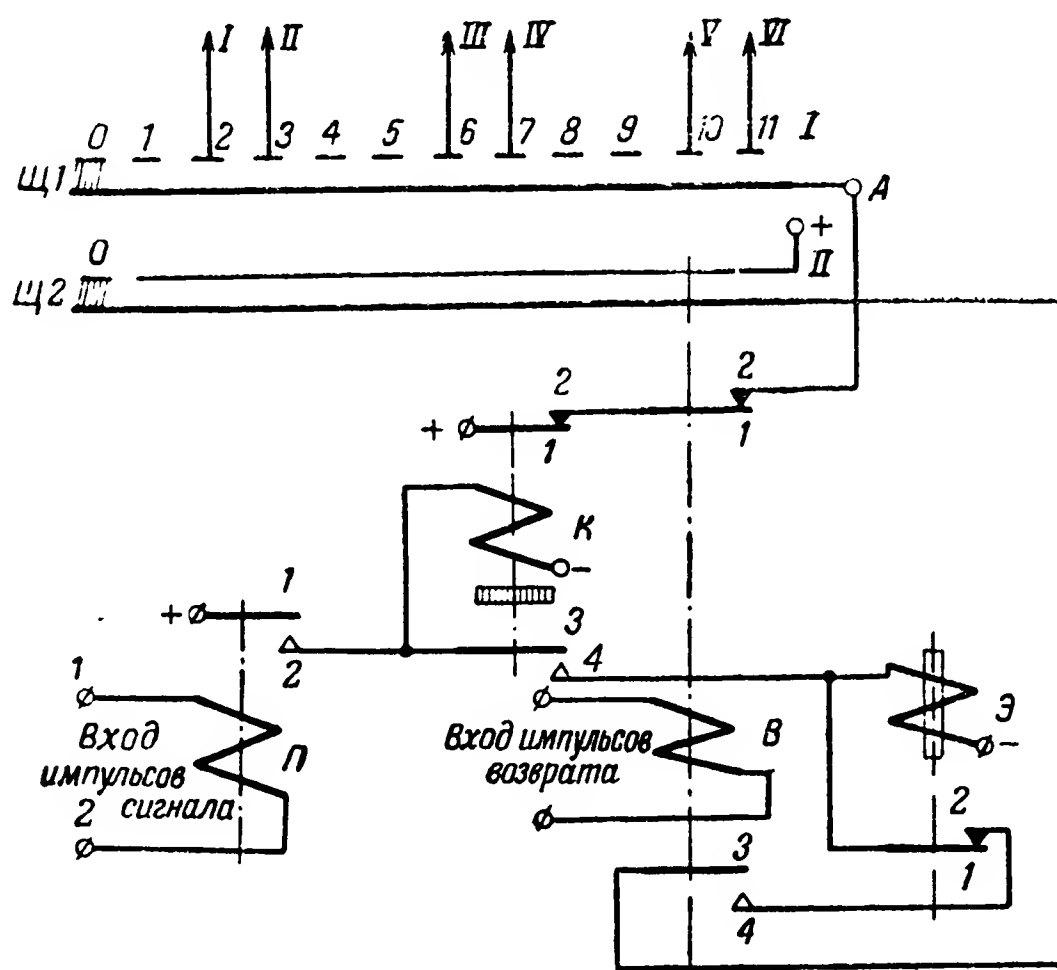 I II III IV V VI
0 1 2 3 4 5 6 7 8 9 10 11 I
Щ1
А
+
0
II
Щ2
2
2
+
1
1
К
-
1
3
+
2
4
1
Э
Вход импульсов сигнала
П
Вход импульсов возврата
В
-
2
2
3
1
4